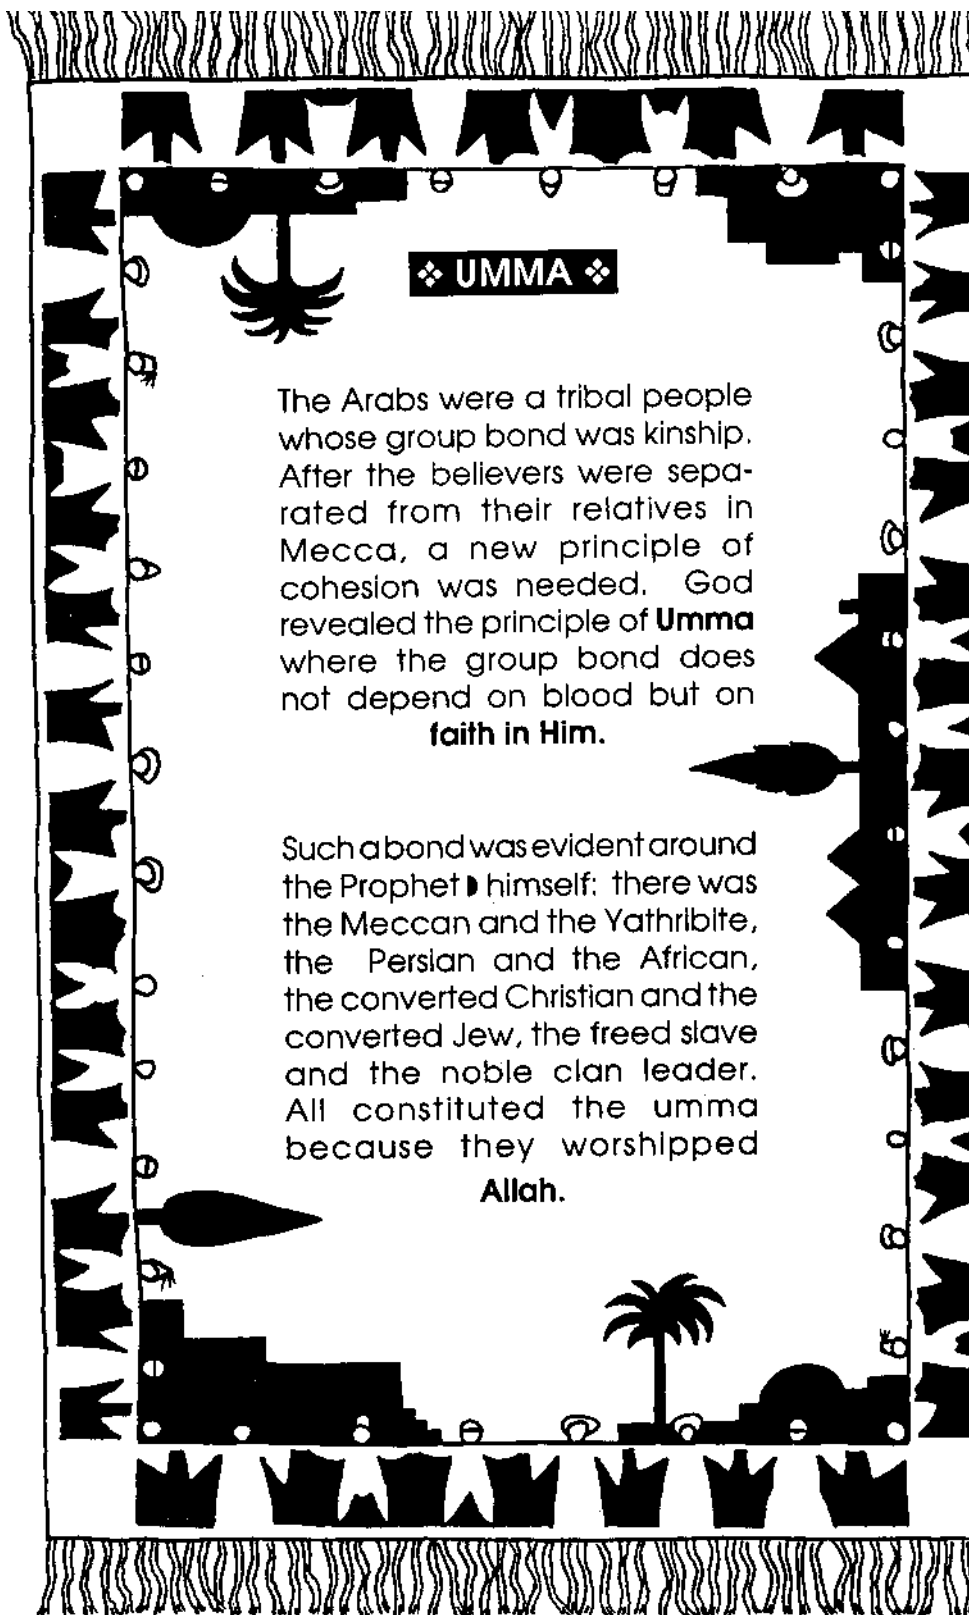 ❖ UMMA ❖
The Arabs were a tribal people
whose group bond was kinship.
After the believers were sepa-
rated from their relatives in
Mecca, a new principle of
cohesion was needed. God
revealed the principle of Umma
where the group bond does
not depend on blood but on
faith in Him.
Such a bond was evident around
the Prophet ◗ himself: there was
the Meccan and the Yathribite,
the Persian and the African,
the converted Christian and the
converted Jew, the freed slave
and the noble clan leader.
All constituted the umma
because they worshipped
Allah.